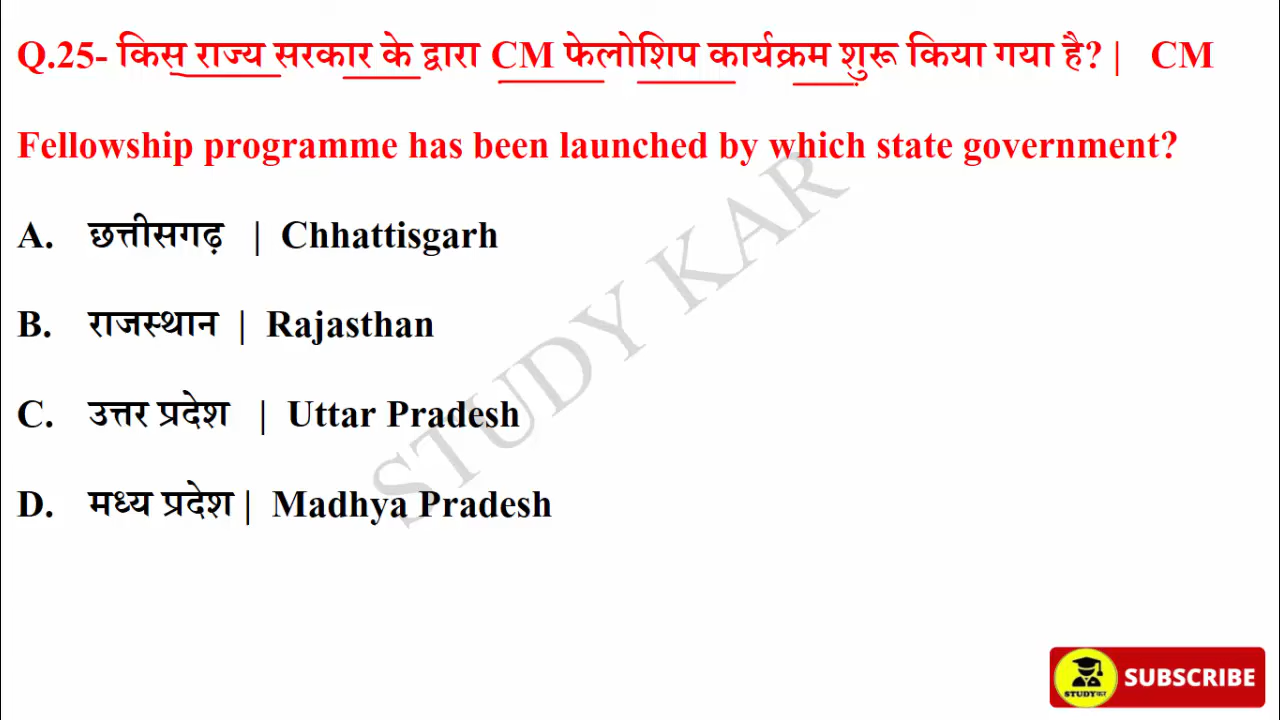 Q.25- किस राज्य सरकार के द्वारा CM फेलोशिप कार्यक्रम शुरू किया गया है? | CM
Fellowship programme has been launched by which state government?
A. छत्तीसगढ़ | Chhattisgarh
B. राजस्थान | Rajasthan
C. उत्तर प्रदेश | Uttar Pradesh
D. मध्य प्रदेश | Madhya Pradesh
STUDY KAR
STUDYकर
SUBSCRIBE